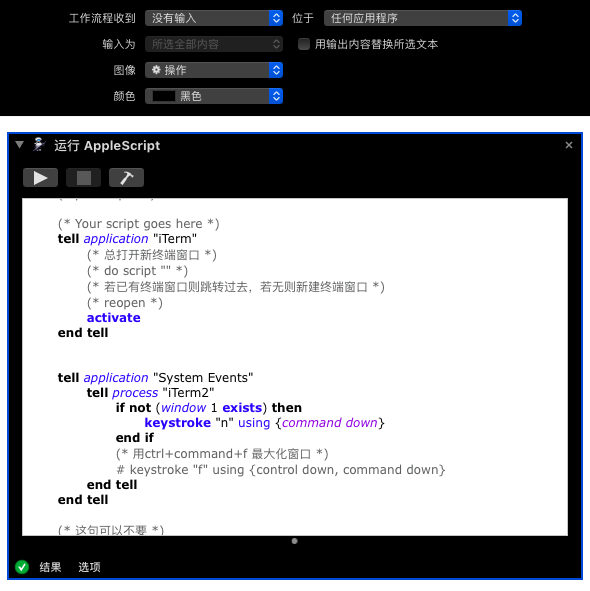 工作流程收到 没有输入 位于 任何应用程序
输入为 所选全部内容 用输出内容替换所选文本
图像 操作
颜色 黑色
运行 AppleScript
(* Your script goes here *)
tell application "iTerm"
(* 总打开新终端窗口 *)
(* do script "" *)
(* 若已有终端窗口则跳转过去，若无则新建终端窗口 *)
(* reopen *)
activate
end tell
tell application "System Events"
tell process "iTerm2"
if not (window 1 exists) then
keystroke "n" using {command down}
end if
(* 用ctrl+command+f 最大化窗口 *)
# keystroke "f" using {control down, command down}
end tell
end tell
(* 这句可以不要 *)
结果 选项